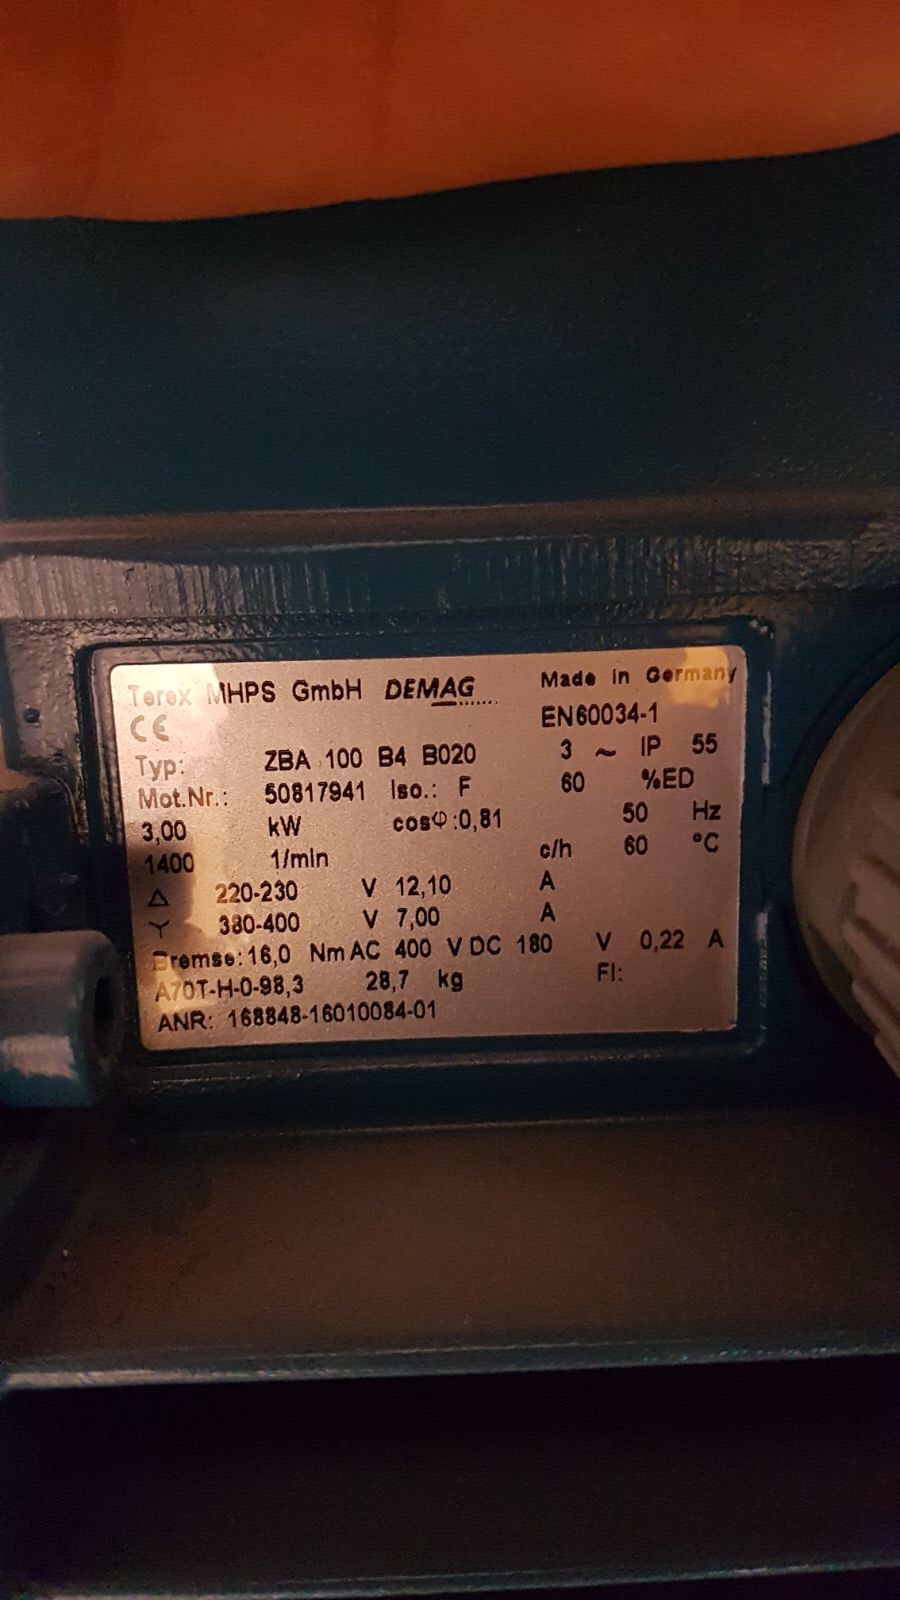 Terex MHPS GmbH DEMAG Made in Germany
CE EN60034-1
Typ: ZBA 100 B4 B020 3 ~ IP 55
Mot.Nr.: 50817941 Iso.: F 60 %ED
3,00 kW cosφ:0,81 50 Hz
1400 1/min c/h 60 °C
△ 220-230 V 12,10 A
Y 380-400 V 7,00 A
Bremse:16,0 Nm AC 400 V DC 180 V 0,22 A
A70T-H-0-98,3 28,7 kg FI:
ANR: 168848-16010084-01